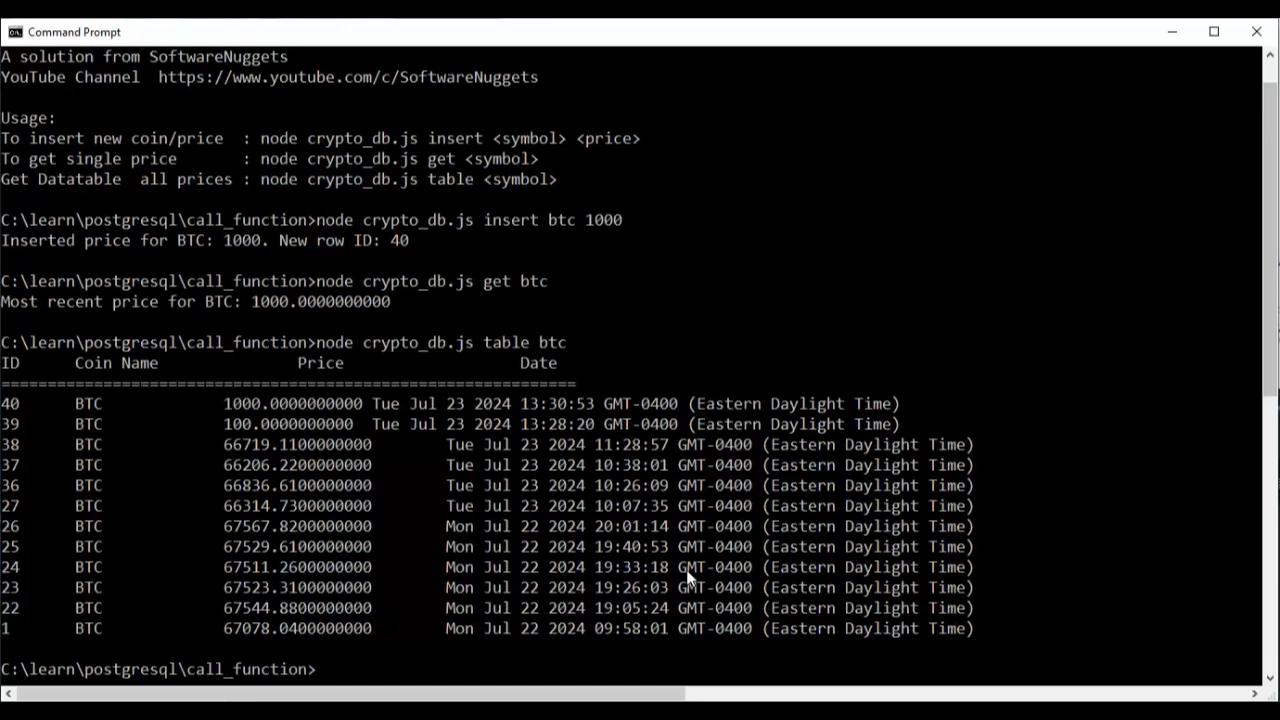 Command Prompt
A solution from SoftwareNuggets
YouTube Channel  https://www.youtube.com/c/SoftwareNuggets
Usage:
To insert new coin/price  : node crypto_db.js insert <symbol> <price>
To get single price       : node crypto_db.js get <symbol>
Get Datatable  all prices : node crypto_db.js table <symbol>
C:\learn\postgresql\call_function>node crypto_db.js insert btc 1000
Inserted price for BTC: 1000. New row ID: 40
C:\learn\postgresql\call_function>node crypto_db.js get btc
Most recent price for BTC: 1000.0000000000
C:\learn\postgresql\call_function>node crypto_db.js table btc
ID      Coin Name               Price                   Date
==============================================================
40      BTC             1000.0000000000 Tue Jul 23 2024 13:30:53 GMT-0400 (Eastern Daylight Time)
39      BTC             100.0000000000  Tue Jul 23 2024 13:28:20 GMT-0400 (Eastern Daylight Time)
38      BTC             66719.1100000000        Tue Jul 23 2024 11:28:57 GMT-0400 (Eastern Daylight Time)
37      BTC             66206.2200000000        Tue Jul 23 2024 10:38:01 GMT-0400 (Eastern Daylight Time)
36      BTC             66836.6100000000        Tue Jul 23 2024 10:26:09 GMT-0400 (Eastern Daylight Time)
27      BTC             66314.7300000000        Tue Jul 23 2024 10:07:35 GMT-0400 (Eastern Daylight Time)
26      BTC             67567.8200000000        Mon Jul 22 2024 20:01:14 GMT-0400 (Eastern Daylight Time)
25      BTC             67529.6100000000        Mon Jul 22 2024 19:40:53 GMT-0400 (Eastern Daylight Time)
24      BTC             67511.2600000000        Mon Jul 22 2024 19:33:18 GMT-0400 (Eastern Daylight Time)
23      BTC             67523.3100000000        Mon Jul 22 2024 19:26:03 GMT-0400 (Eastern Daylight Time)
22      BTC             67544.8800000000        Mon Jul 22 2024 19:05:24 GMT-0400 (Eastern Daylight Time)
1       BTC             67078.0400000000        Mon Jul 22 2024 09:58:01 GMT-0400 (Eastern Daylight Time)
C:\learn\postgresql\call_function>